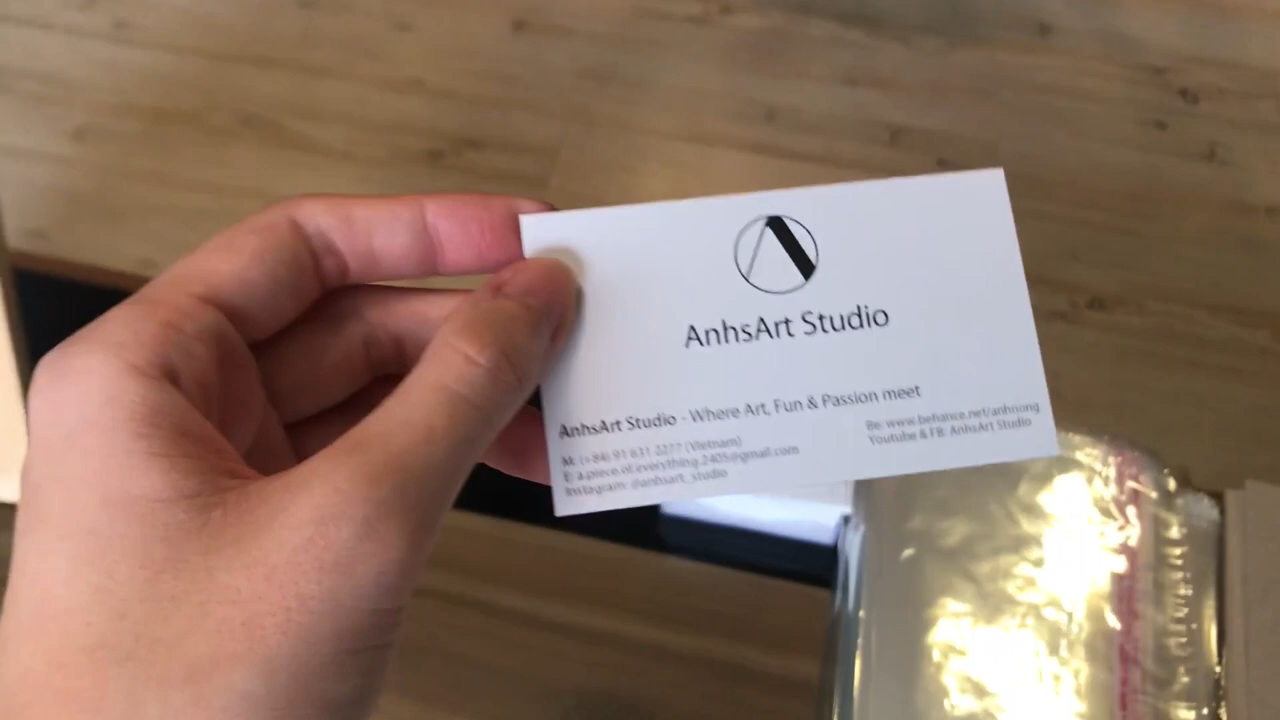 AnhsArt Studio
AnhsArt Studio - Where Art, Fun & Passion meet
M: (+84) 91 631 2277 (Vietnam)
E: a.piece.of.everything.2405@gmail.com
Instagram: @anhsart_studio
Be: www.behance.net/anhnong
Youtube & FB: AnhsArt Studio